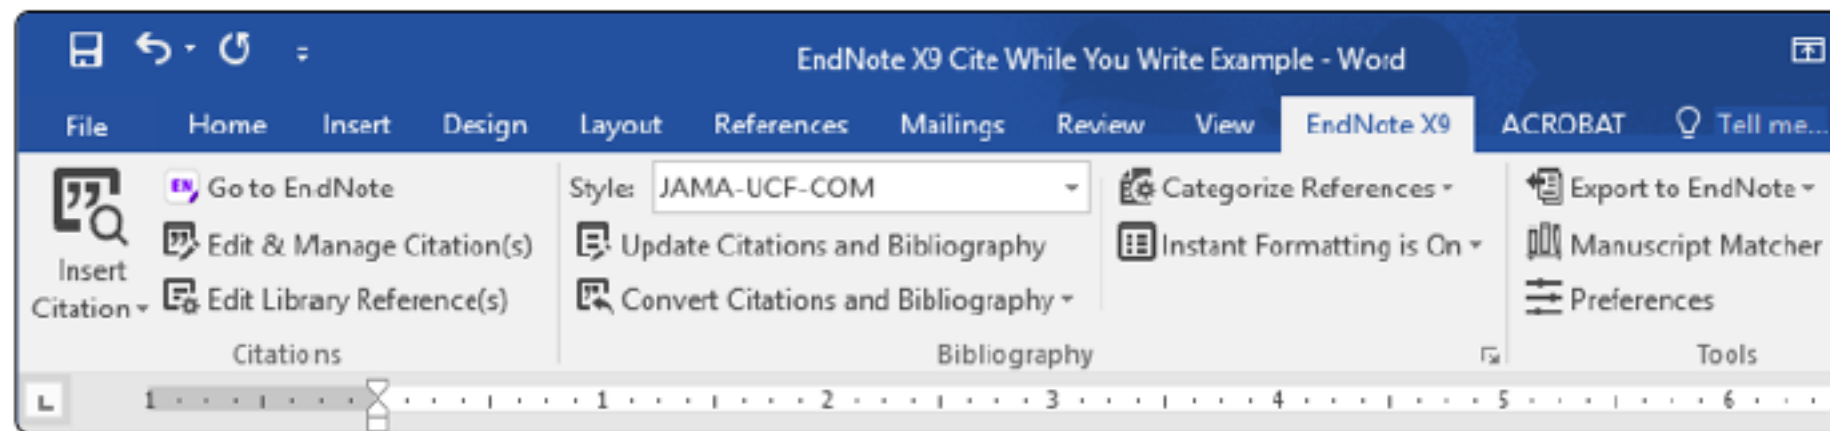 EndNote X9 Cite While You Write Example - Word
File Home Insert Design Layout References Mailings Review View EndNote X9 ACROBAT Tell me...
Insert Citation
EN Go to EndNote
Edit & Manage Citation(s)
Edit Library Reference(s)
Citations
Style: JAMA-UCF-COM
Update Citations and Bibliography
Convert Citations and Bibliography
Categorize References
Instant Formatting is On
Bibliography
Export to EndNote
Manuscript Matcher
Preferences
Tools
L 1 1 2 3 4 5 6